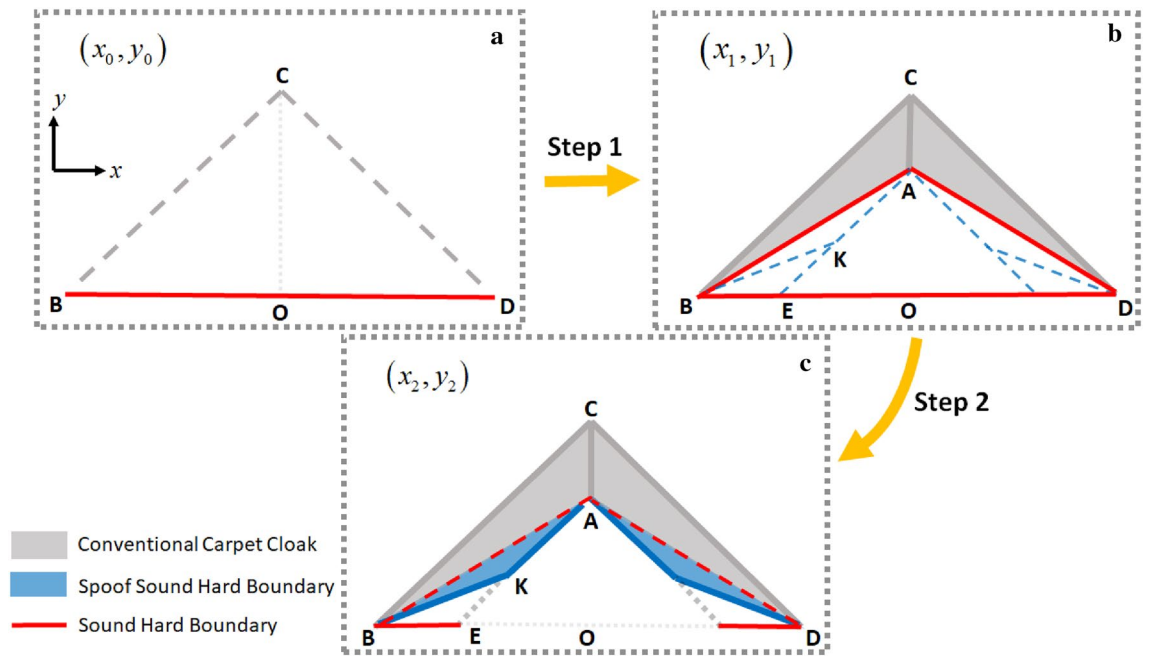 a
(x₀, y₀)
C
y
x
B
O
D
Step 1
b
(x₁, y₁)
C
A
K
B
E
O
D
Step 2
c
(x₂, y₂)
C
A
K
B
E
O
D
Conventional Carpet Cloak
Spoof Sound Hard Boundary
Sound Hard Boundary